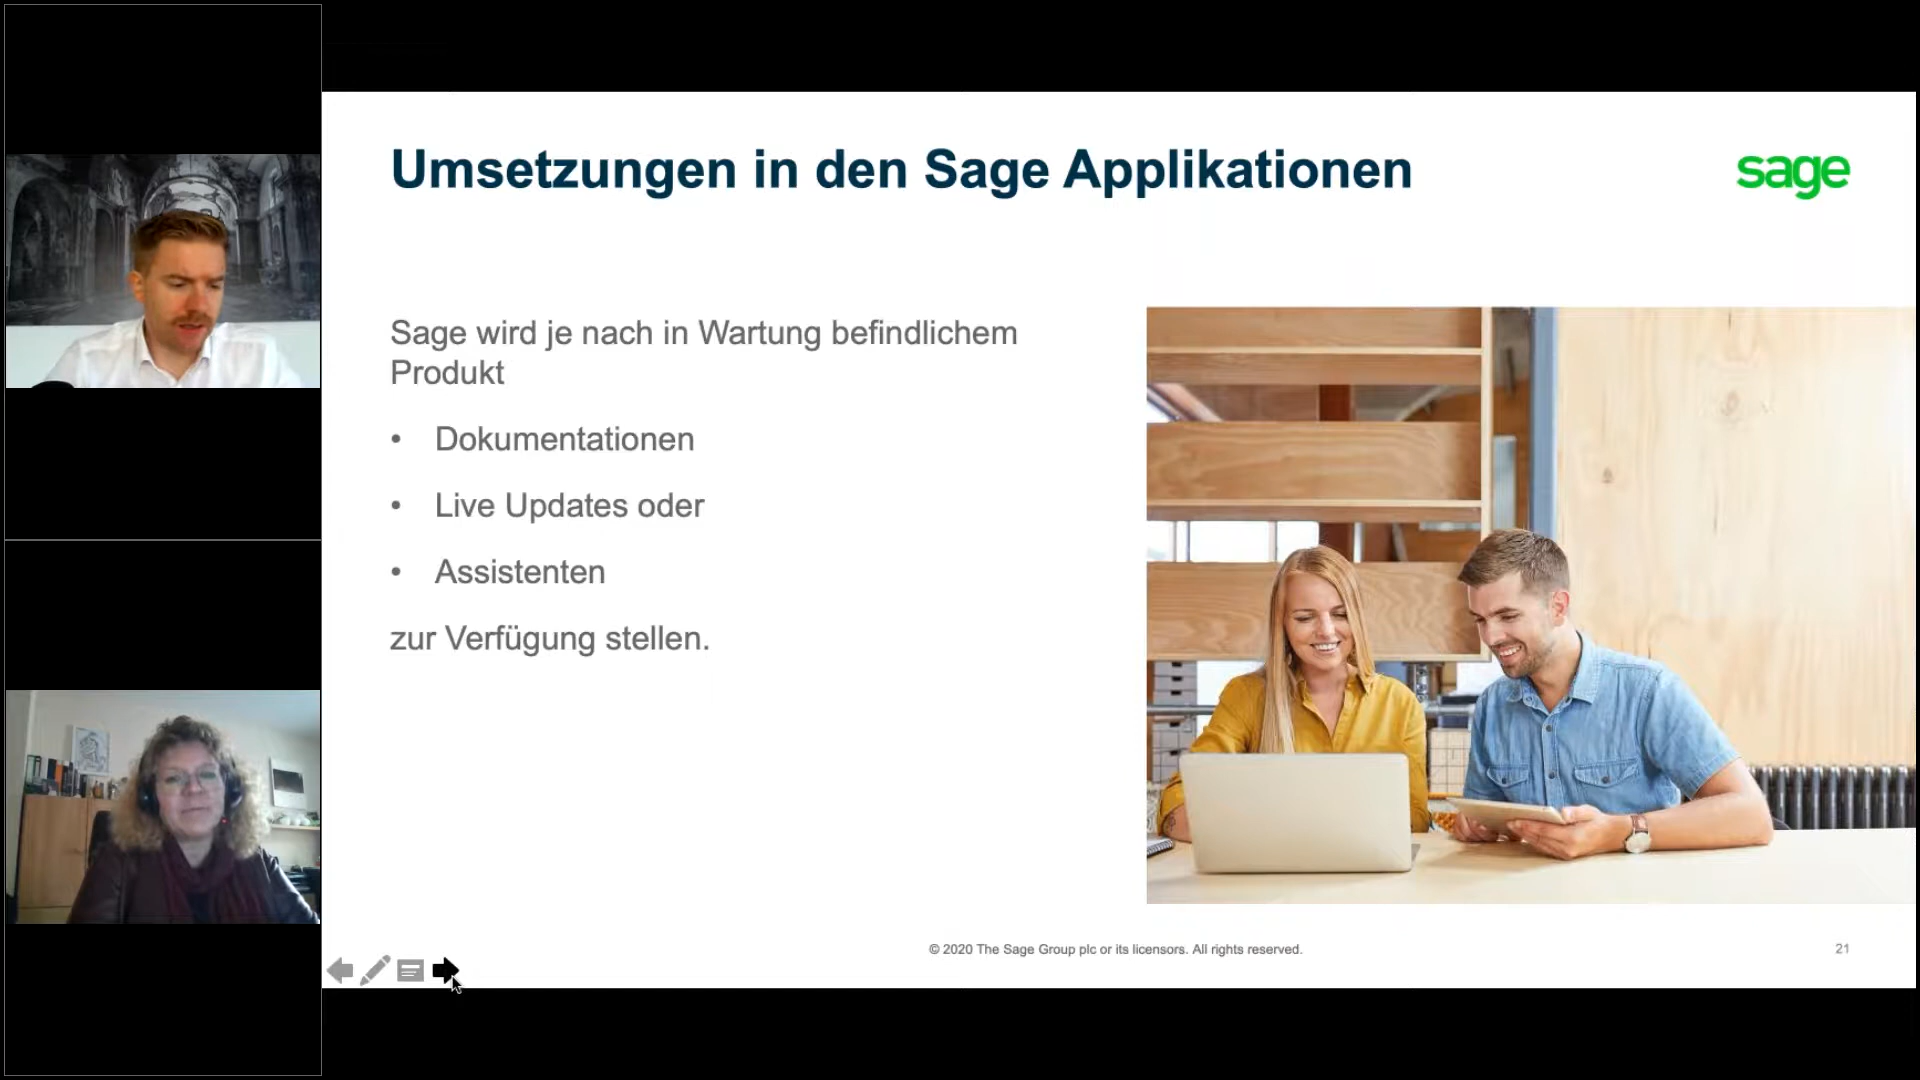 Umsetzungen in den Sage Applikationen
sage
Sage wird je nach in Wartung befindlichem
Produkt
• Dokumentationen
• Live Updates oder
• Assistenten
zur Verfügung stellen.
© 2020 The Sage Group plc or its licensors. All rights reserved.
21